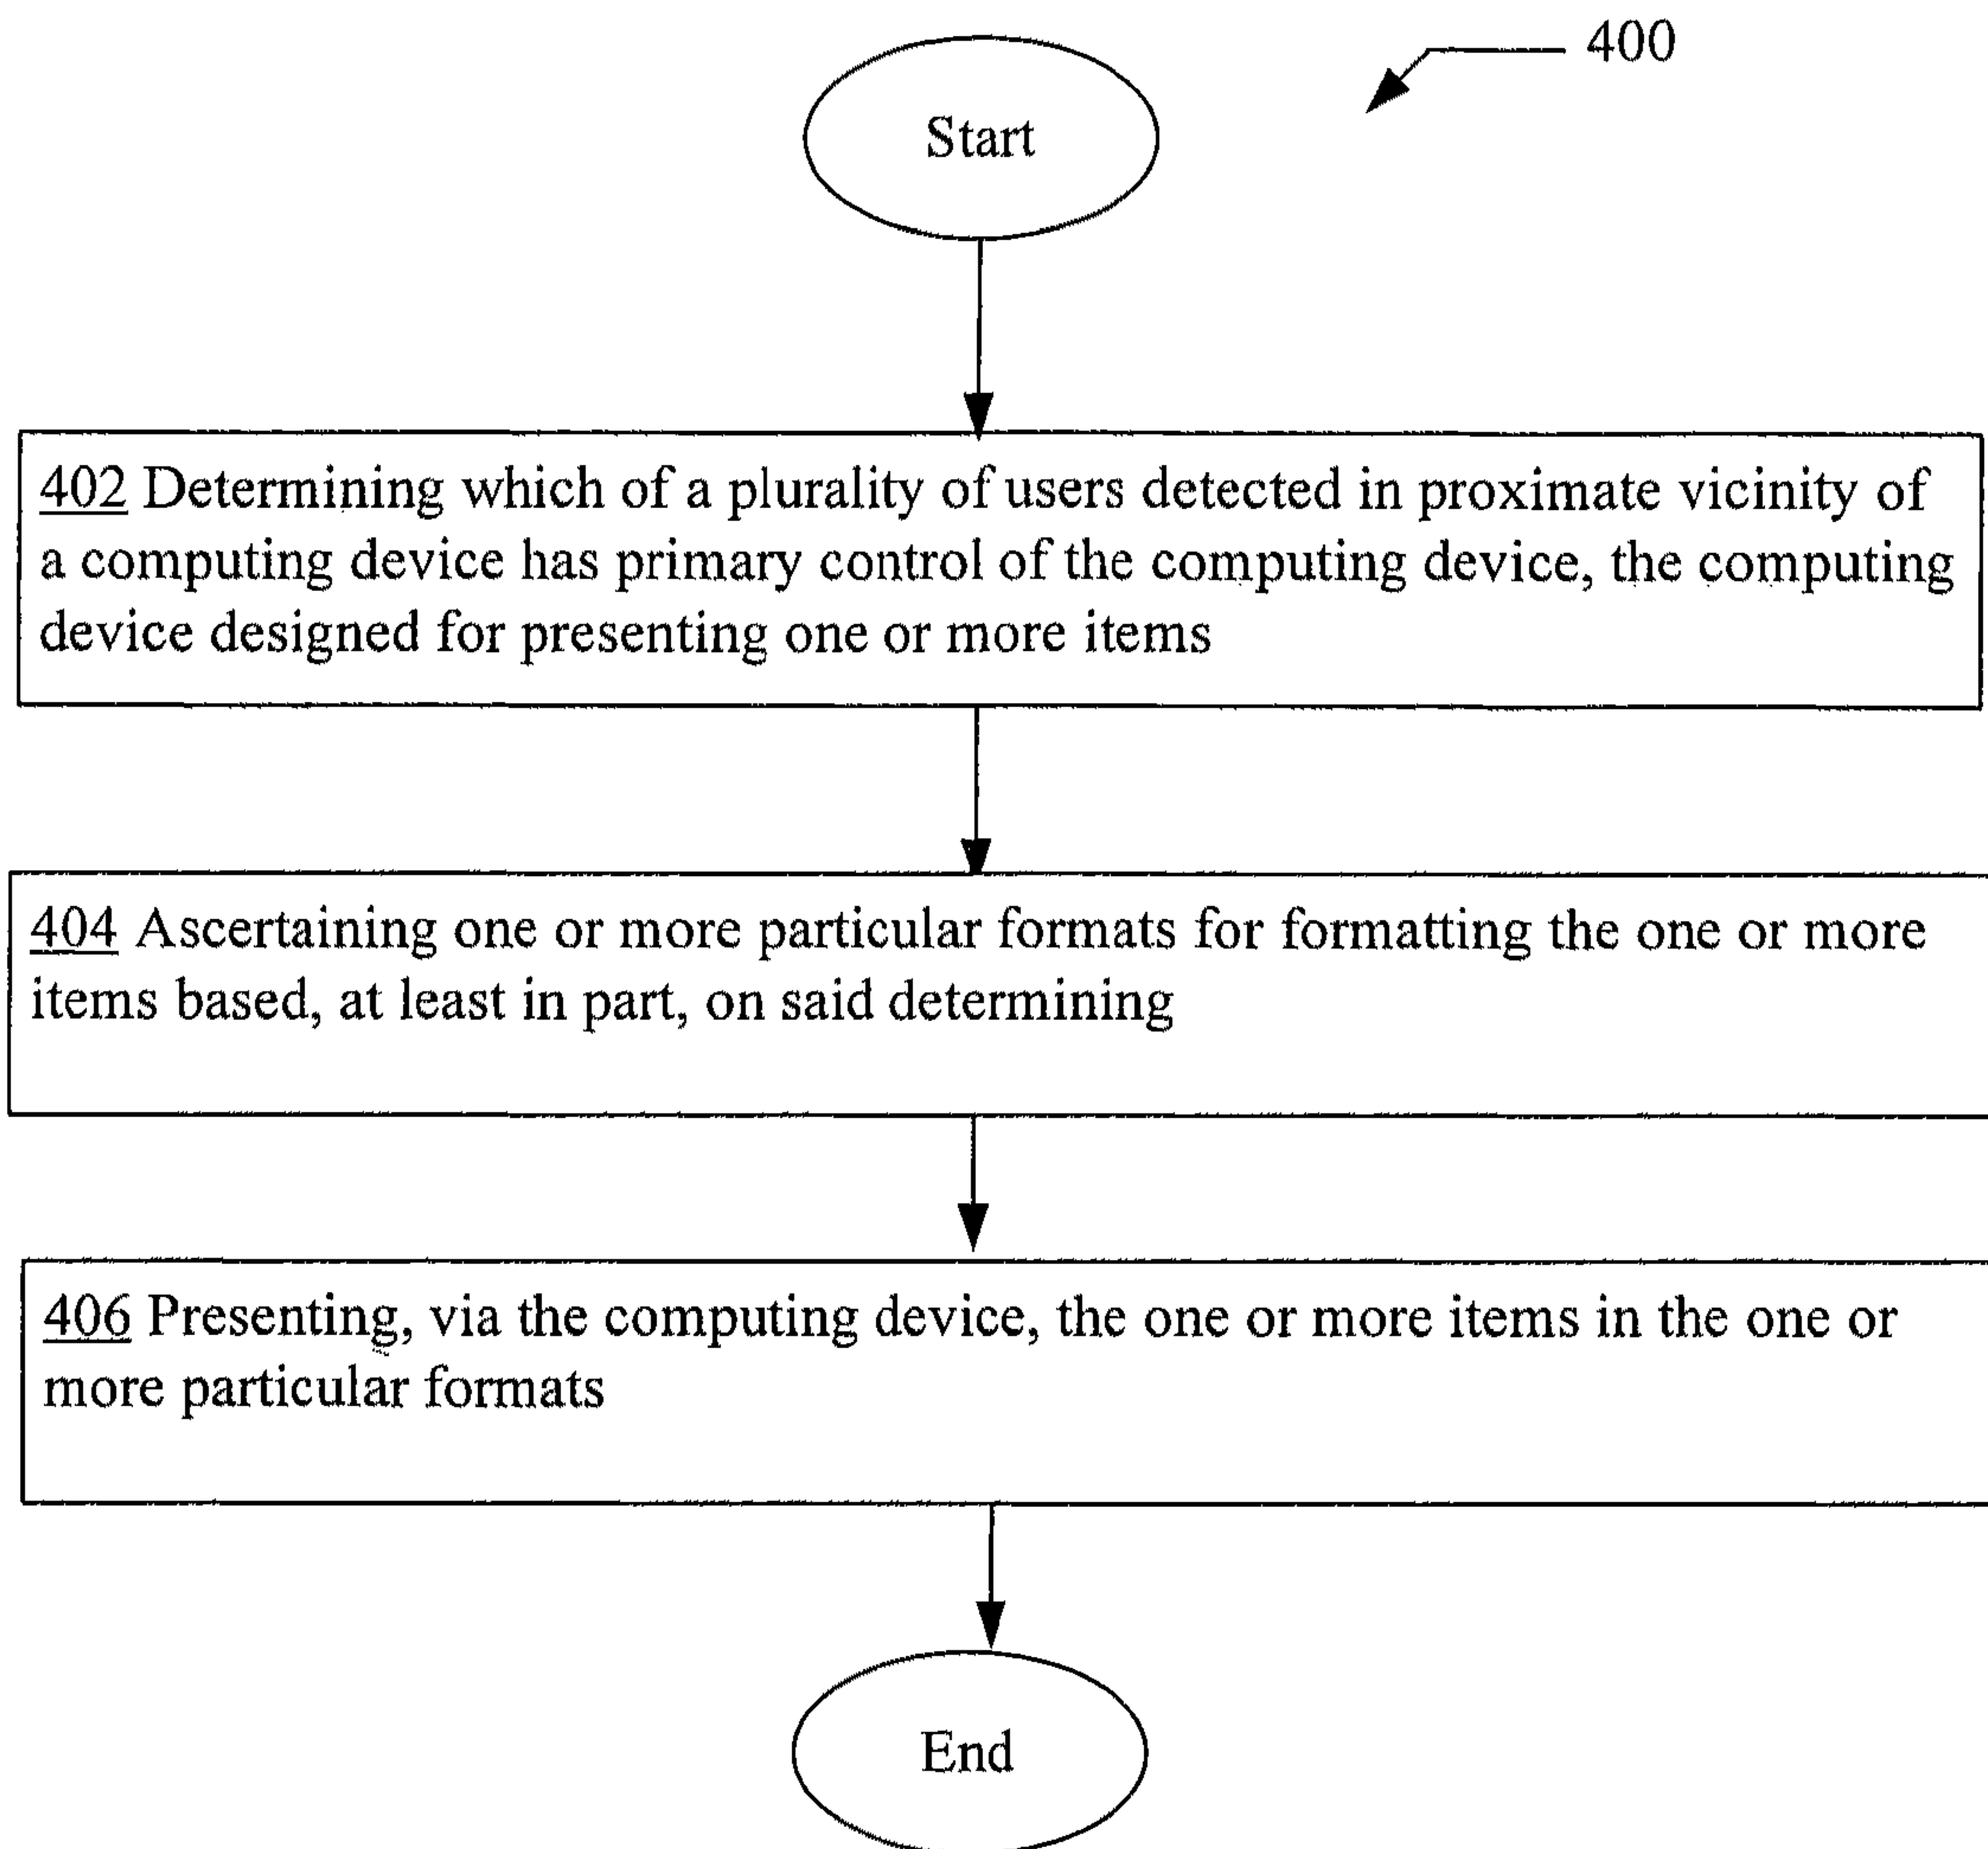 400
Start
402 Determining which of a plurality of users detected in proximate vicinity of
a computing device has primary control of the computing device, the computing
device designed for presenting one or more items
404 Ascertaining one or more particular formats for formatting the one or more
items based, at least in part, on said determining
406 Presenting, via the computing device, the one or more items in the one or
more particular formats
End